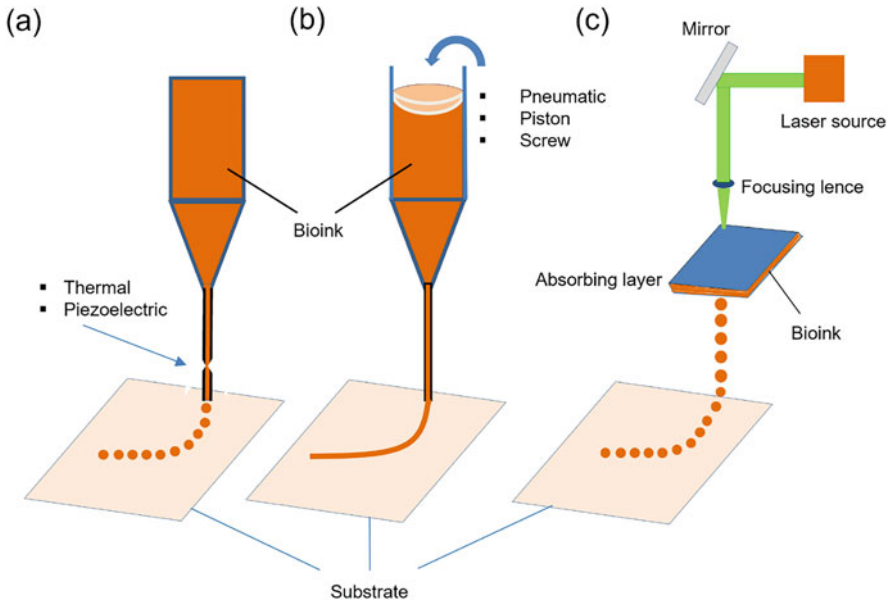 (a)
(b)
(c)
Mirror
Laser source
▪ Pneumatic
▪ Piston
▪ Screw
Focusing lence
Bioink
Absorbing layer
▪ Thermal
▪ Piezoelectric
Bioink
Substrate